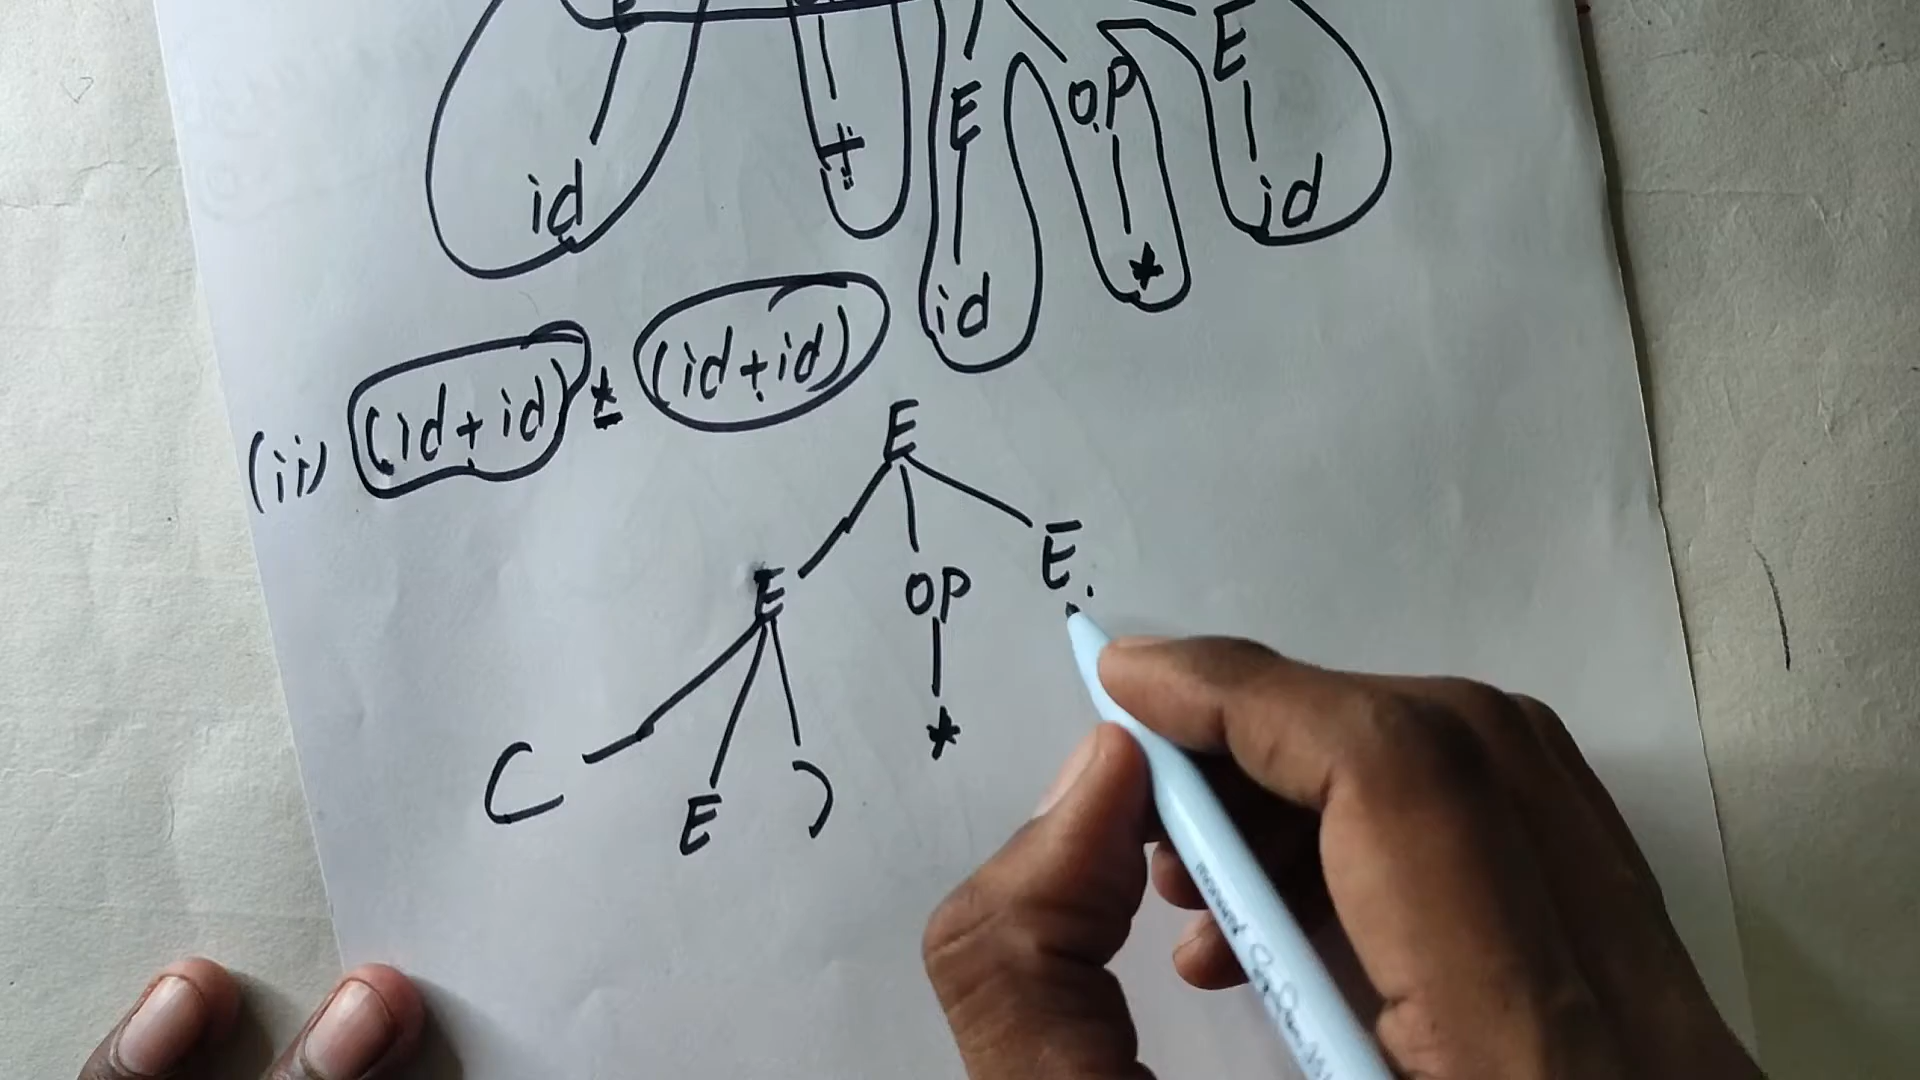 E
E OP
+
id id
*
id
(ii) (id+id) * (id+id)
E
E OP E
*
( E )